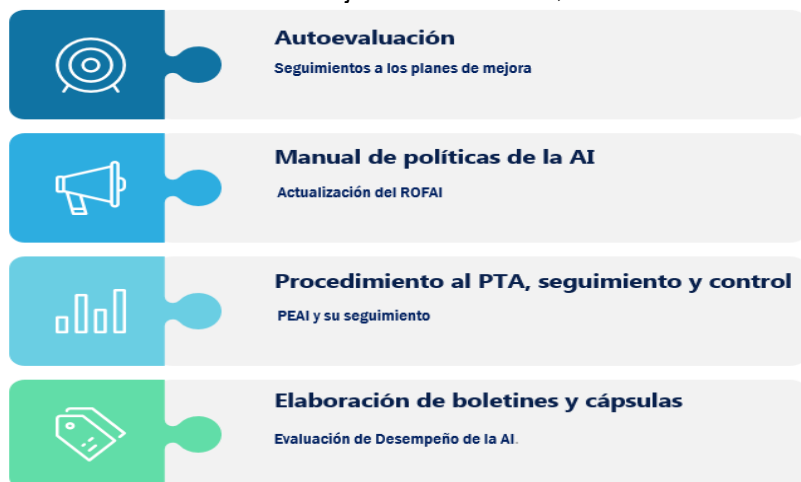 Autoevaluación
Seguimientos a los planes de mejora
Manual de políticas de la AI
Actualización del ROFAI
Procedimiento al PTA, seguimiento y control
PEAI y su seguimiento
Elaboración de boletines y cápsulas
Evaluación de Desempeño de la AI.